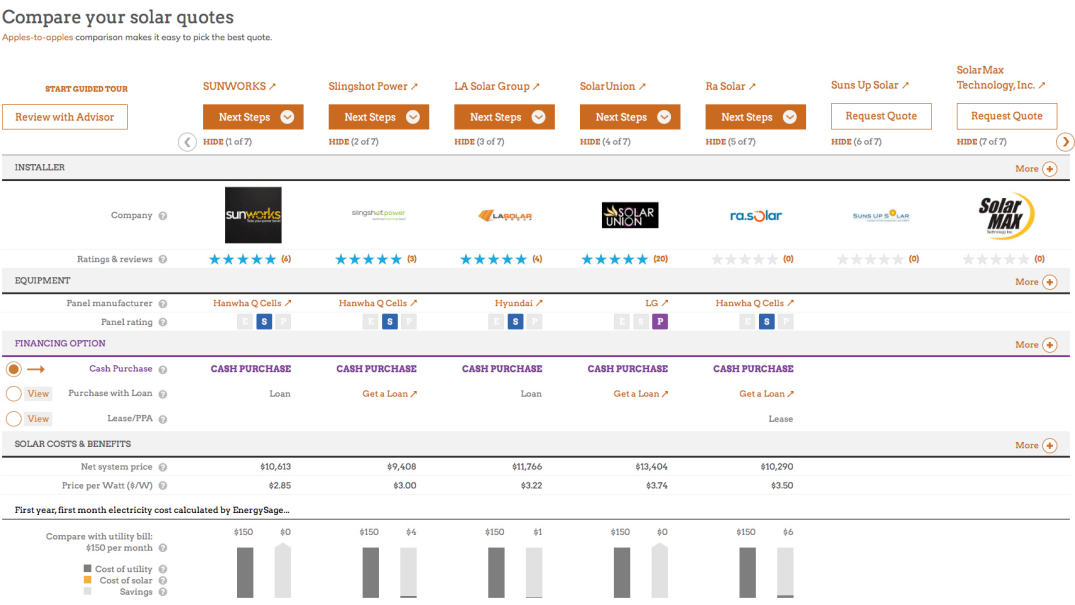 Compare your solar quotes
Apples-to-apples comparison makes it easy to pick the best quote.
START GUIDED TOUR
Review with Advisor
SUNWORKS ↗ Slingshot Power ↗ LA Solar Group ↗ SolarUnion ↗ Ra Solar ↗ Suns Up Solar ↗ SolarMax
Technology, Inc. ↗
Next Steps Next Steps Next Steps Next Steps Next Steps Request Quote Request Quote
HIDE (1 of 7) HIDE (2 of 7) HIDE (3 of 7) HIDE (4 of 7) HIDE (5 of 7) HIDE (6 of 7) HIDE (7 of 7)
INSTALLER More +
Company ? sunworks slingshot power LA SOLAR SOLAR UNION ra.solar SUNS UP SOLAR Solar MAX Technology Inc.
Ratings & reviews ? (6) (3) (4) (20) (0) (0) (0)
EQUIPMENT More +
Panel manufacturer ? Hanwha Q Cells ↗ Hanwha Q Cells ↗ Hyundai ↗ LG ↗ Hanwha Q Cells ↗
Panel rating ? E S P E S P E S P E S P E S P
FINANCING OPTION More +
Cash Purchase ? CASH PURCHASE CASH PURCHASE CASH PURCHASE CASH PURCHASE CASH PURCHASE
View Purchase with Loan ? Loan Get a Loan ↗ Loan Get a Loan ↗ Get a Loan ↗
View Lease/PPA ? Lease
SOLAR COSTS & BENEFITS More +
Net system price ? $10,613 $9,408 $11,766 $13,404 $10,290
Price per Watt ($/W) ? $2.85 $3.00 $3.22 $3.74 $3.50
First year, first month electricity cost calculated by EnergySage...
Compare with utility bill: $150 $0 $150 $4 $150 $1 $150 $0 $150 $6
$150 per month ?
Cost of utility ?
Cost of solar ?
Savings ?